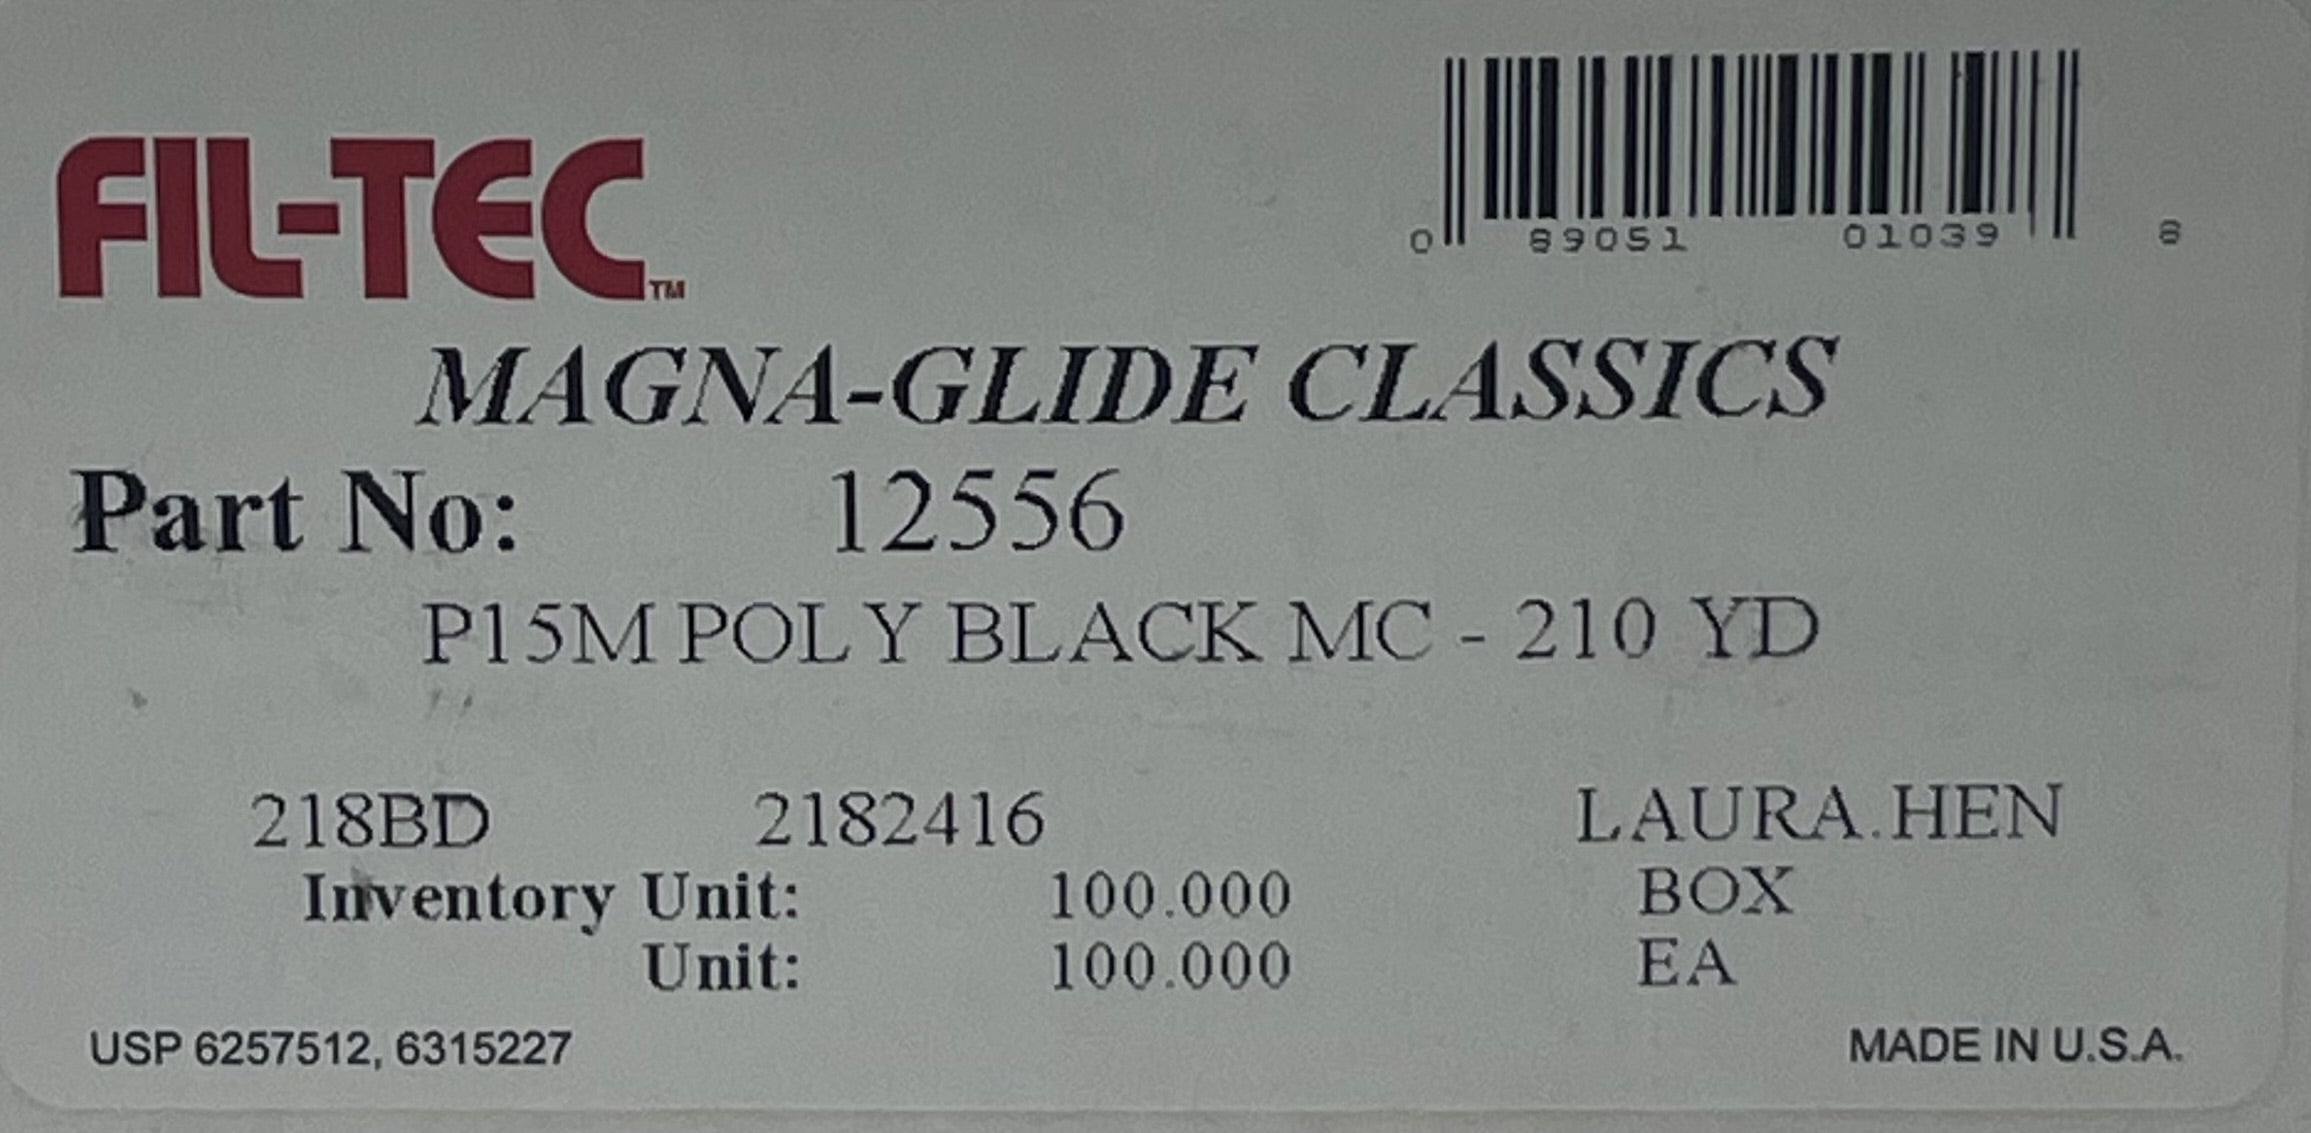 0 89051 01039 8
FIL-TEC™
MAGNA-GLIDE CLASSICS
Part No: 12556
P15M POLY BLACK MC - 210 YD
218BD 2182416 LAURA.HEN
Inventory Unit: 100.000 BOX
Unit: 100.000 EA
USP 6257512, 6315227 MADE IN U.S.A.